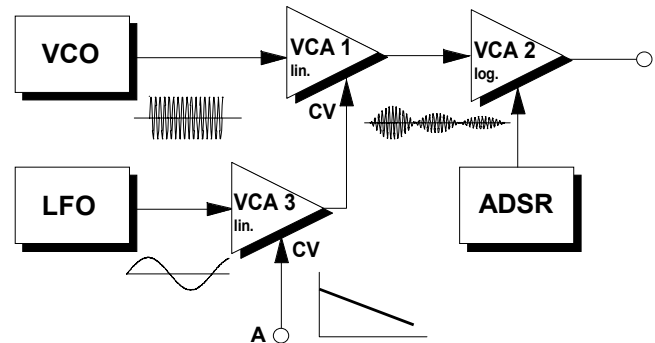 VCO
VCA 1
lin.
VCA 2
log.
CV
LFO
VCA 3
lin.
ADSR
CV
A